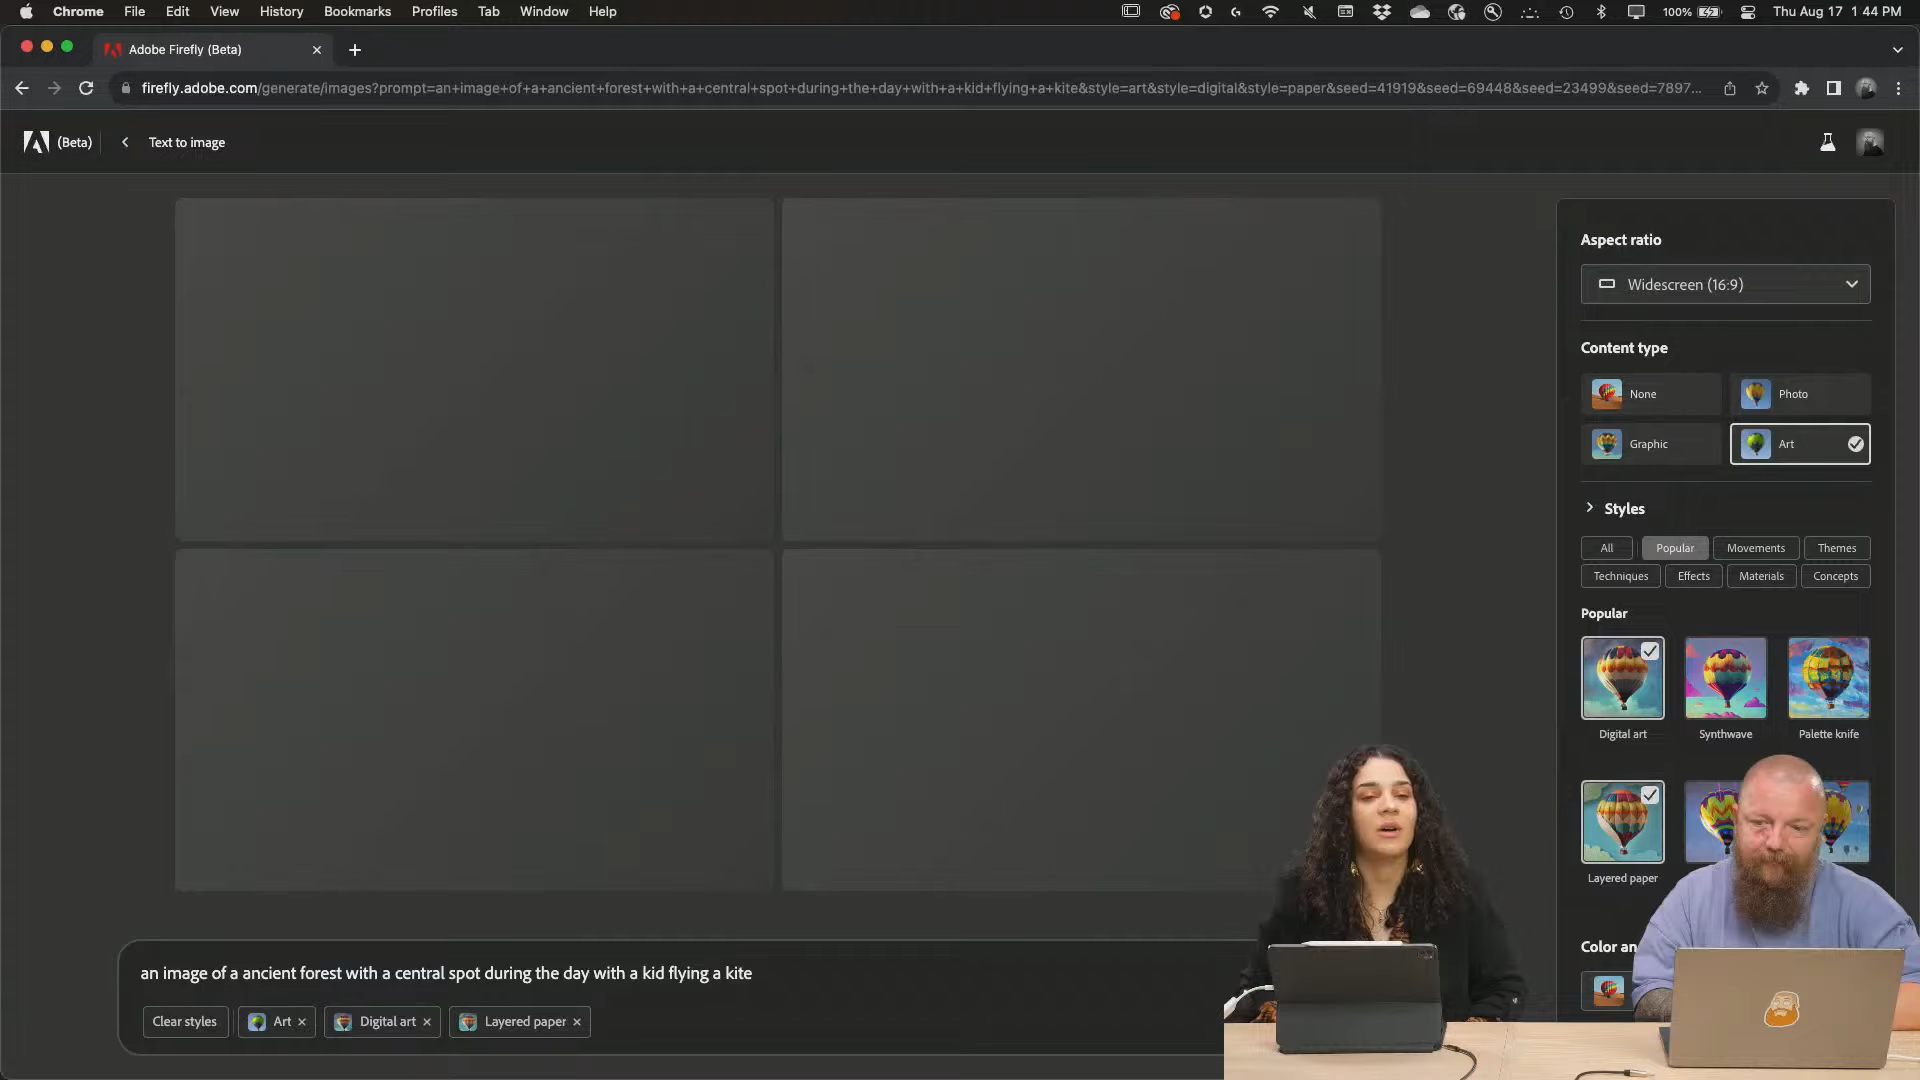 Chrome File Edit View History Bookmarks Profiles Tab Window Help 100% Thu Aug 17 1:44 PM
Adobe Firefly (Beta)
firefly.adobe.com/generate/images?prompt=an+image+of+a+ancient+forest+with+a+central+spot+during+the+day+with+a+kid+flying+a+kite&style=art&style=digital&style=paper&seed=41919&seed=69448&seed=23499&seed=7897...
(Beta) Text to image
Aspect ratio
Widescreen (16:9)
Content type
None Photo
Graphic Art
Styles
All Popular Movements Themes
Techniques Effects Materials Concepts
Popular
Digital art Synthwave Palette knife
Layered paper
Color an
an image of a ancient forest with a central spot during the day with a kid flying a kite
Clear styles Art Digital art Layered paper